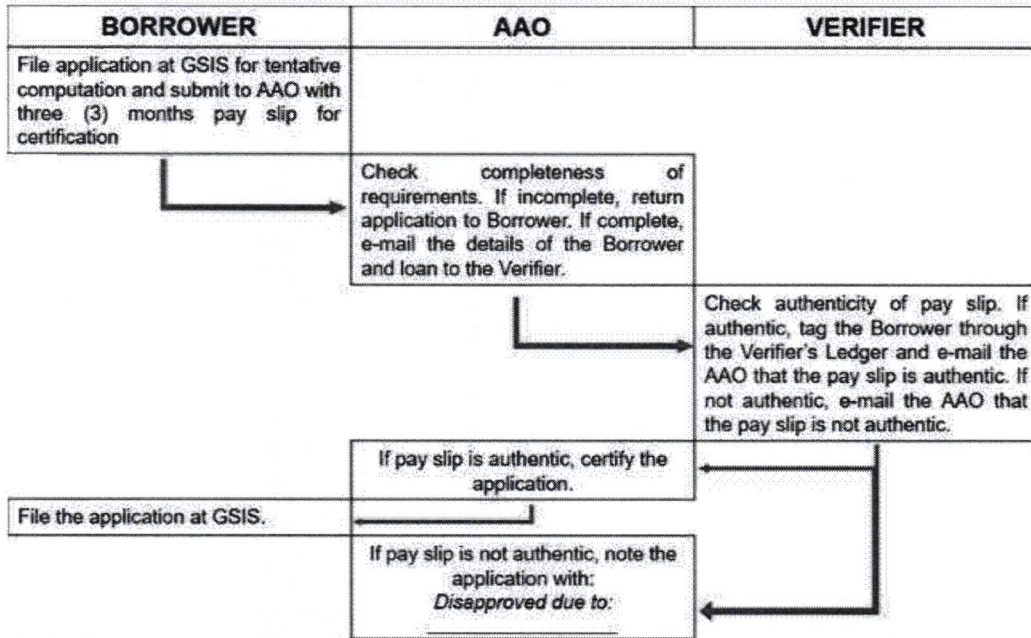 BORROWER
AAO
VERIFIER
File application at GSIS for tentative
computation and submit to AAO with
three (3) months pay slip for
certification
Check completeness of
requirements. If incomplete, return
application to Borrower. If complete,
e-mail the details of the Borrower
and loan to the Verifier.
Check authenticity of pay slip. If
authentic, tag the Borrower through
the Verifier's Ledger and e-mail the
AAO that the pay slip is authentic. If
not authentic, e-mail the AAO that
the pay slip is not authentic.
If pay slip is authentic, certify the
application.
File the application at GSIS.
If pay slip is not authentic, note the
application with:
Disapproved due to: